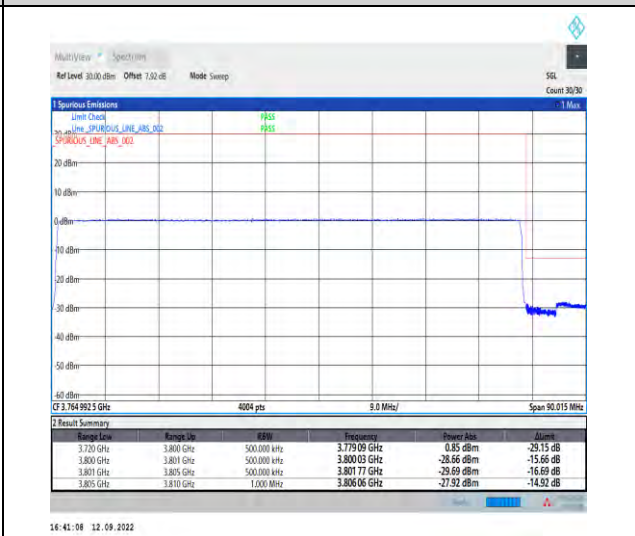 MultiView Spectrum
Ref Level 30.00 dBm Offset 7.92 dB Mode Sweep SGL
Count 30/30
1 Spurious Emissions 1 Max
Limit Check PASS
Line _SPURIOUS_LINE_ABS_002 PASS
SPURIOUS_LINE_ABS_002
20 dBm
10 dBm
0 dBm
-10 dBm
-20 dBm
-30 dBm
-40 dBm
-50 dBm
-60 dBm
CF 3.764 992 5 GHz 4004 pts 9.0 MHz/ Span 90.015 MHz
2 Result Summary
Range Low Range Up RBW Frequency Power Abs ΔLimit
3.720 GHz 3.800 GHz 500.000 kHz 3.779 09 GHz 0.85 dBm -29.15 dB
3.800 GHz 3.801 GHz 500.000 kHz 3.800 03 GHz -28.66 dBm -15.66 dB
3.801 GHz 3.805 GHz 500.000 kHz 3.801 77 GHz -29.69 dBm -16.69 dB
3.805 GHz 3.810 GHz 1.000 MHz 3.806 06 GHz -27.92 dBm -14.92 dB
16:41:06 12.09.2022